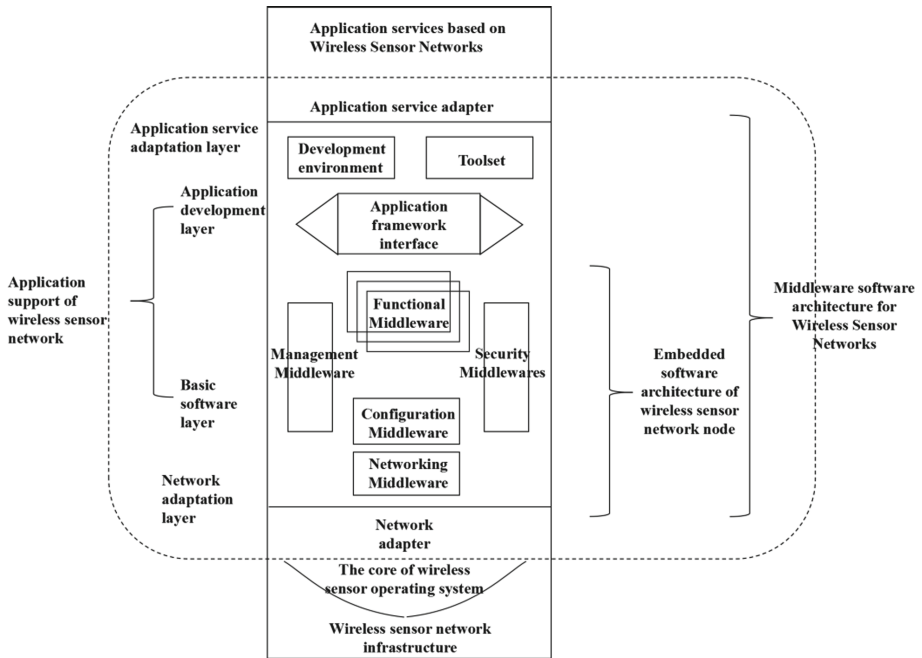 Application services based on
Wireless Sensor Networks
Application service adapter
Application service
adaptation layer
Development
environment
Toolset
Application
development
layer
Application
framework
interface
Application
support of
wireless sensor
network
Functional
Middleware
Management
Middleware
Security
Middlewares
Middleware software
architecture for
Wireless Sensor
Networks
Embedded
software
architecture of
wireless sensor
network node
Basic
software
layer
Configuration
Middleware
Networking
Middleware
Network
adaptation
layer
Network
adapter
The core of wireless
sensor operating system
Wireless sensor network
infrastructure